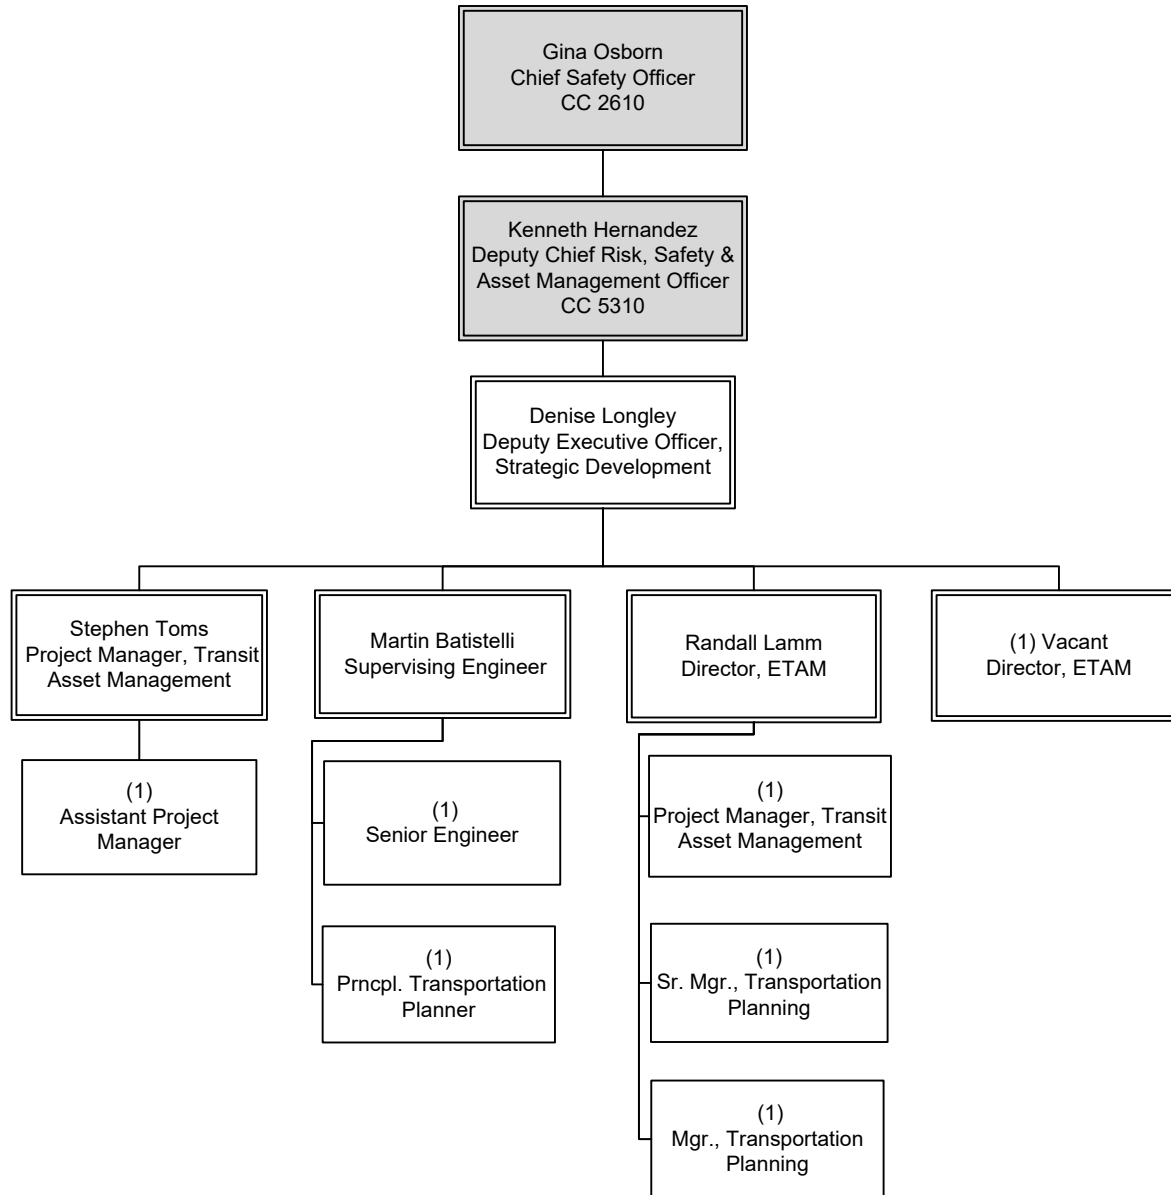 Gina Osborn
Chief Safety Officer
CC 2610
Kenneth Hernandez
Deputy Chief Risk, Safety &
Asset Management Officer
CC 5310
Denise Longley
Deputy Executive Officer,
Strategic Development
Stephen Toms
Project Manager, Transit
Asset Management
Martin Batistelli
Supervising Engineer
Randall Lamm
Director, ETAM
(1) Vacant
Director, ETAM
(1)
Assistant Project
Manager
(1)
Senior Engineer
(1)
Prncpl. Transportation
Planner
(1)
Project Manager, Transit
Asset Management
(1)
Sr. Mgr., Transportation
Planning
(1)
Mgr., Transportation
Planning